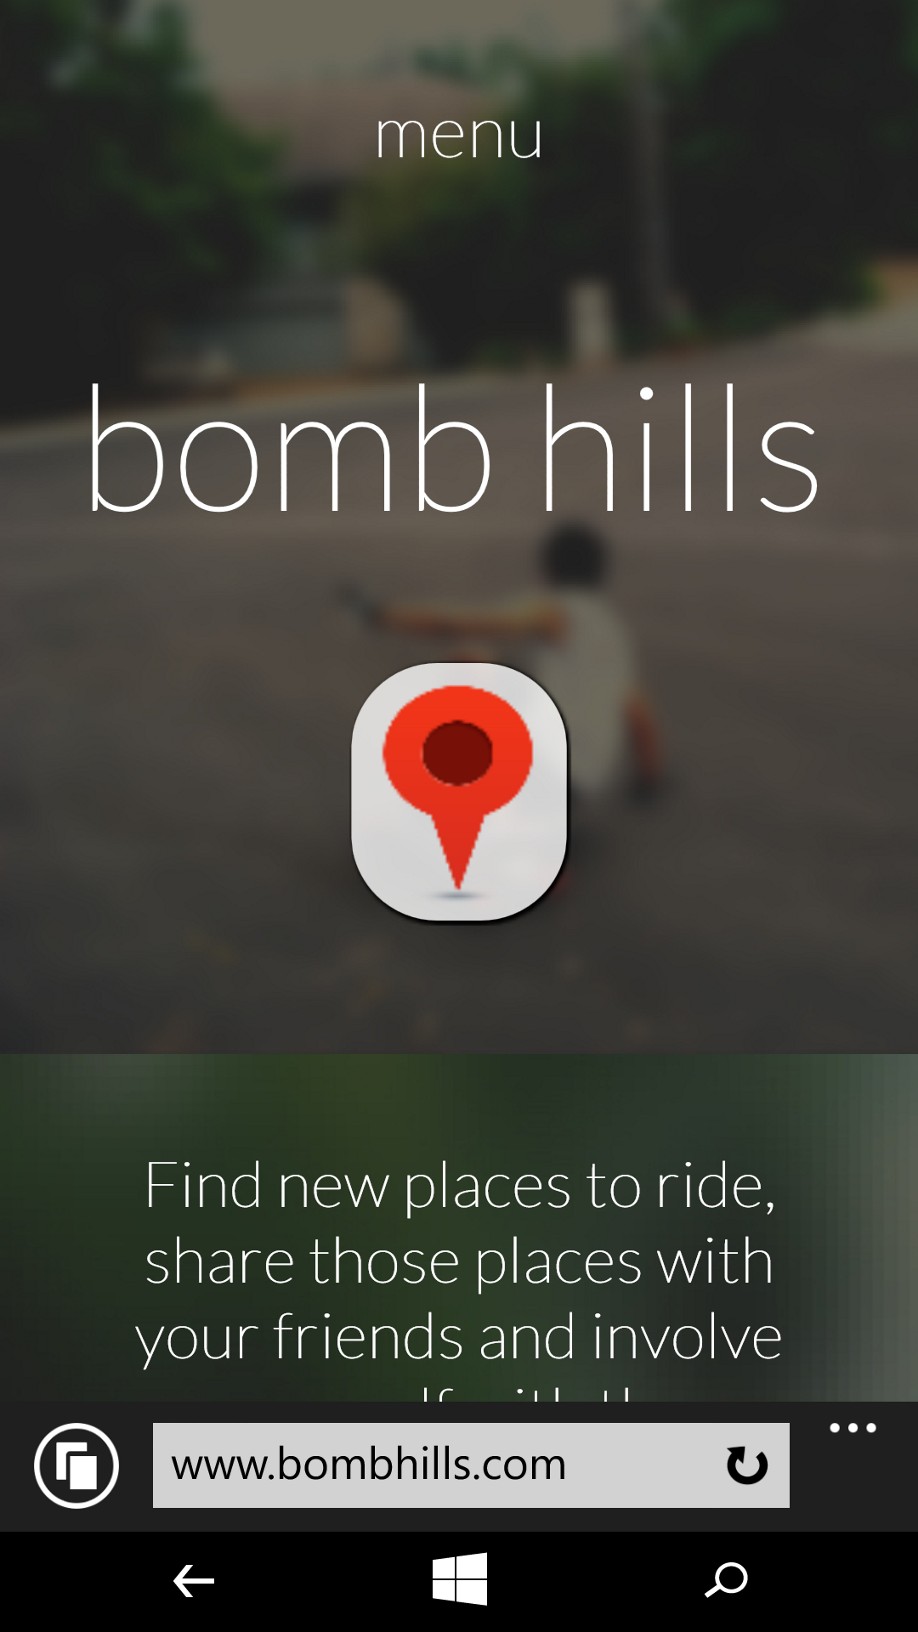 menu
bomb hills
Find new places to ride,
share those places with
your friends and involve
www.bombhills.com